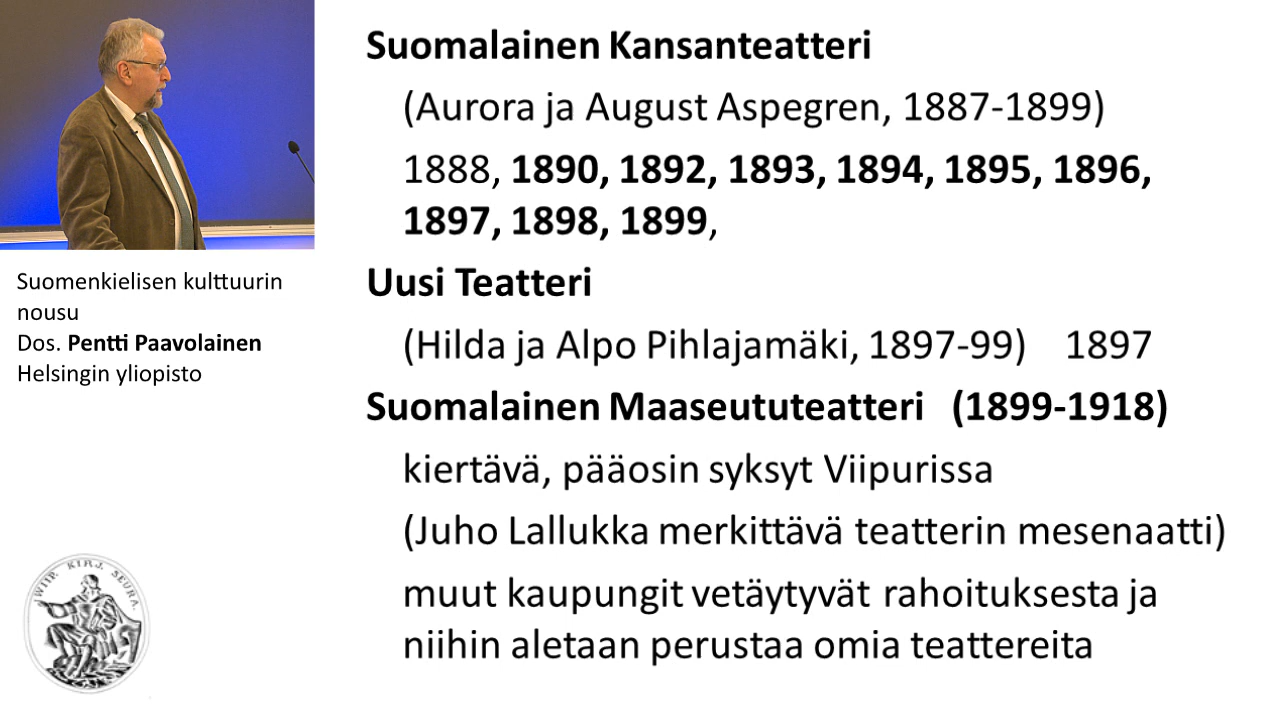 Suomalainen Kansanteatteri
(Aurora ja August Aspegren, 1887-1899)
1888, 1890, 1892, 1893, 1894, 1895, 1896,
1897, 1898, 1899,
Uusi Teatteri
(Hilda ja Alpo Pihlajamäki, 1897-99) 1897
Suomalainen Maaseututeatteri (1899-1918)
kiertävä, pääosin syksyt Viipurissa
(Juho Lallukka merkittävä teatterin mesenaatti)
muut kaupungit vetäytyvät rahoituksesta ja
niihin aletaan perustaa omia teattereita
Suomenkielisen kulttuurin
nousu
Dos. Pentti Paavolainen
Helsingin yliopisto
WIIP. KIRJ. SEURA.